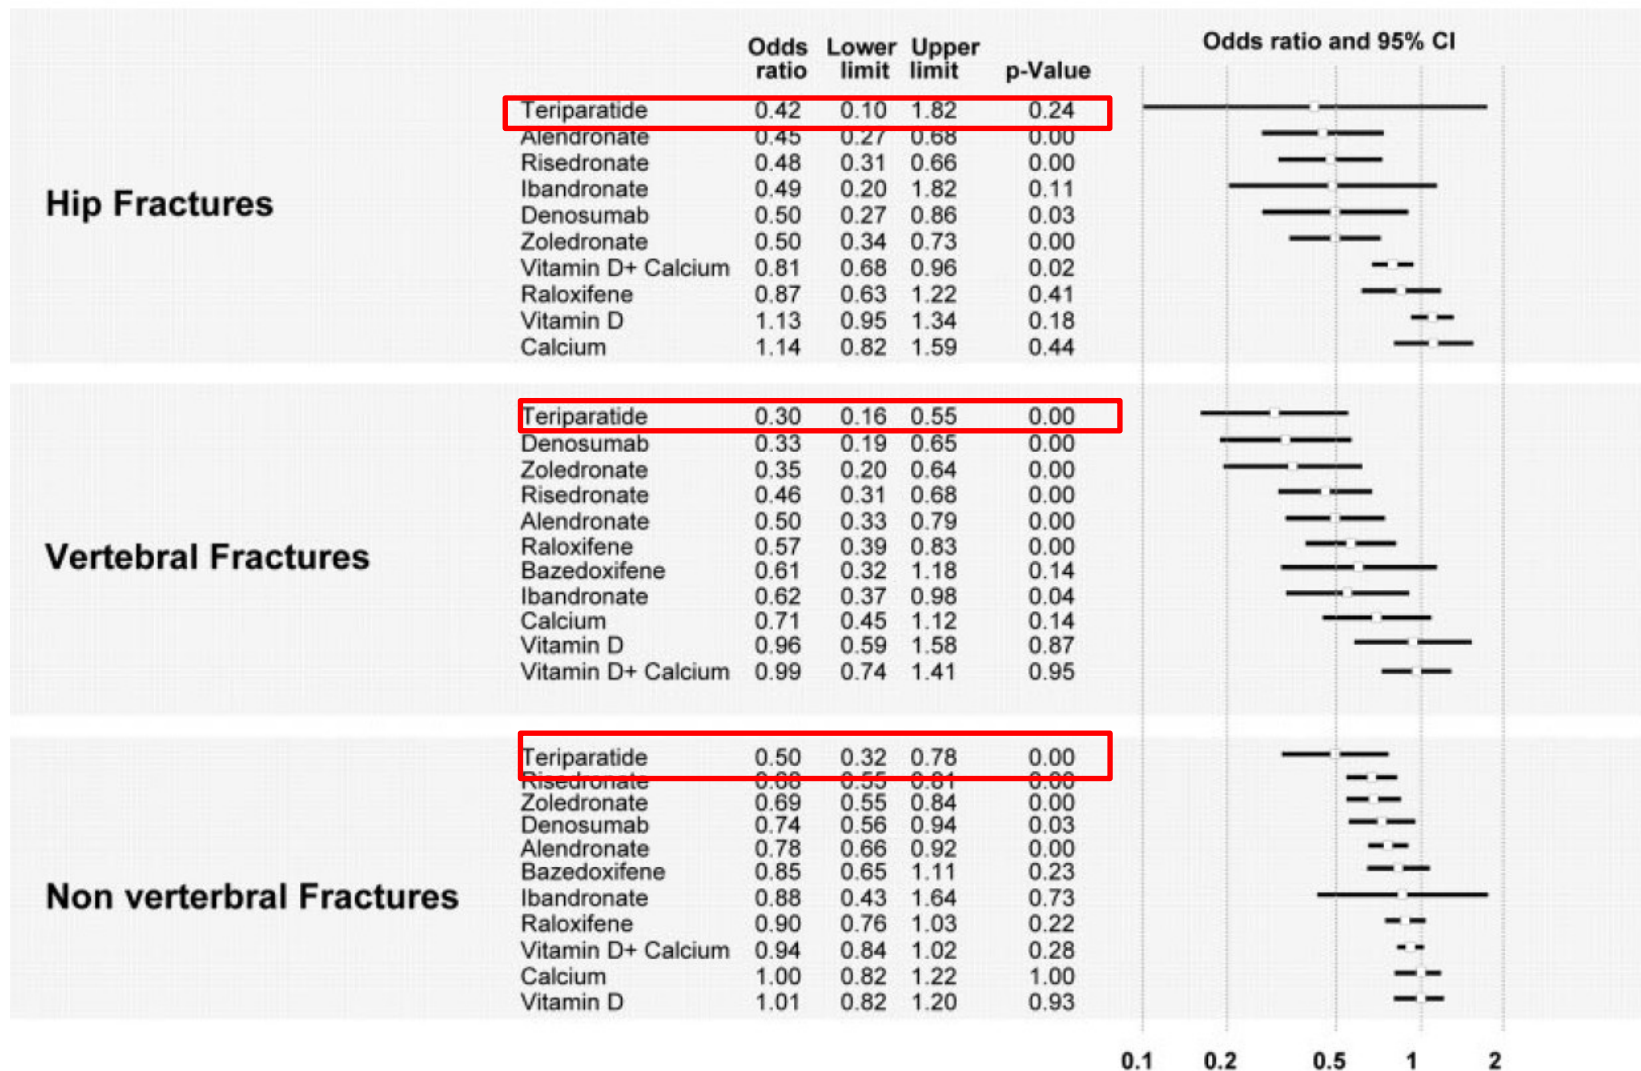 Odds ratio Lower limit Upper limit p-Value Odds ratio and 95% CI
Hip Fractures
Teriparatide 0.42 0.10 1.82 0.24
Alendronate 0.45 0.27 0.68 0.00
Risedronate 0.48 0.31 0.66 0.00
Ibandronate 0.49 0.20 1.82 0.11
Denosumab 0.50 0.27 0.86 0.03
Zoledronate 0.50 0.34 0.73 0.00
Vitamin D+ Calcium 0.81 0.68 0.96 0.02
Raloxifene 0.87 0.63 1.22 0.41
Vitamin D 1.13 0.95 1.34 0.18
Calcium 1.14 0.82 1.59 0.44
Vertebral Fractures
Teriparatide 0.30 0.16 0.55 0.00
Denosumab 0.33 0.19 0.65 0.00
Zoledronate 0.35 0.20 0.64 0.00
Risedronate 0.46 0.31 0.68 0.00
Alendronate 0.50 0.33 0.79 0.00
Raloxifene 0.57 0.39 0.83 0.00
Bazedoxifene 0.61 0.32 1.18 0.14
Ibandronate 0.62 0.37 0.98 0.04
Calcium 0.71 0.45 1.12 0.14
Vitamin D 0.96 0.59 1.58 0.87
Vitamin D+ Calcium 0.99 0.74 1.41 0.95
Non verterbral Fractures
Teriparatide 0.50 0.32 0.78 0.00
Risedronate 0.55 0.81 0.00
Zoledronate 0.69 0.55 0.84 0.00
Denosumab 0.74 0.56 0.94 0.03
Alendronate 0.78 0.66 0.92 0.00
Bazedoxifene 0.85 0.65 1.11 0.23
Ibandronate 0.88 0.43 1.64 0.73
Raloxifene 0.90 0.76 1.03 0.22
Vitamin D+ Calcium 0.94 0.84 1.02 0.28
Calcium 1.00 0.82 1.22 1.00
Vitamin D 1.01 0.82 1.20 0.93
0.1 0.2 0.5 1 2